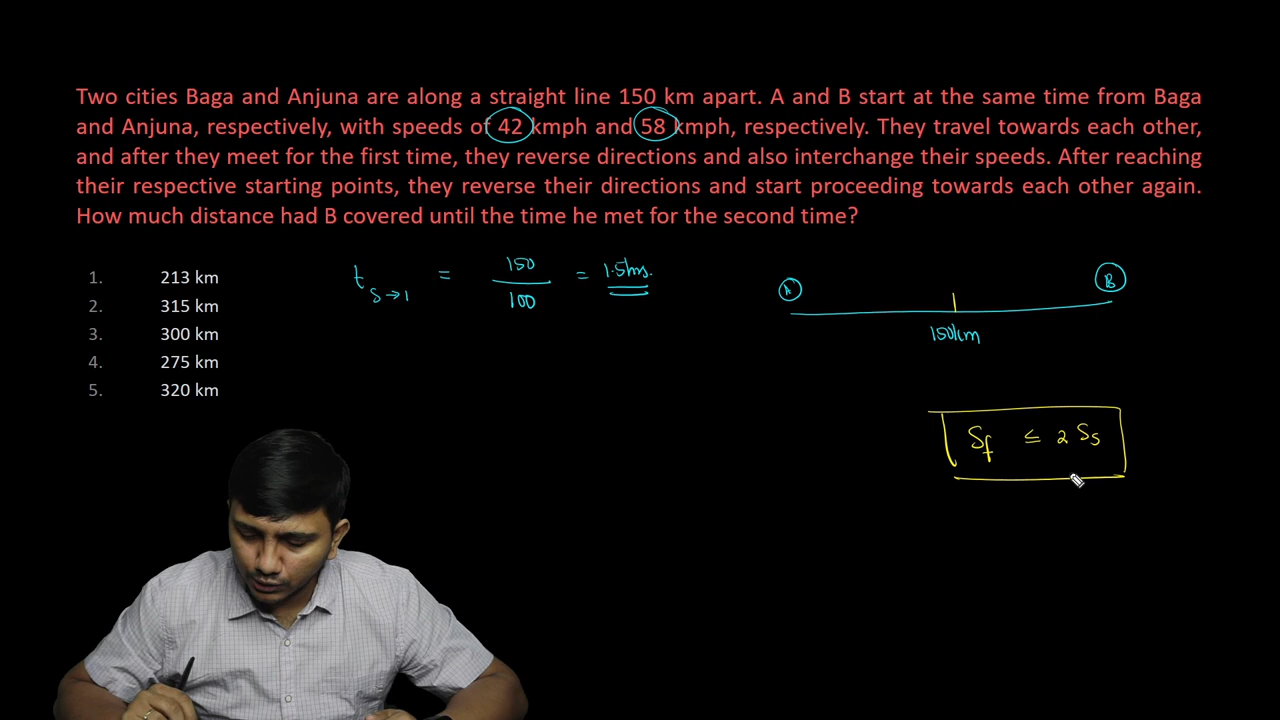 Two cities Baga and Anjuna are along a straight line 150 km apart. A and B start at the same time from Baga
and Anjuna, respectively, with speeds of 42 kmph and 58 kmph, respectively. They travel towards each other,
and after they meet for the first time, they reverse directions and also interchange their speeds. After reaching
their respective starting points, they reverse their directions and start proceeding towards each other again.
How much distance had B covered until the time he met for the second time?
1. 213 km
2. 315 km
3. 300 km
4. 275 km
5. 320 km
t S→1 = 150/100 = 1.5hrs.
A B
150km
Sf ≤ 2 Ss